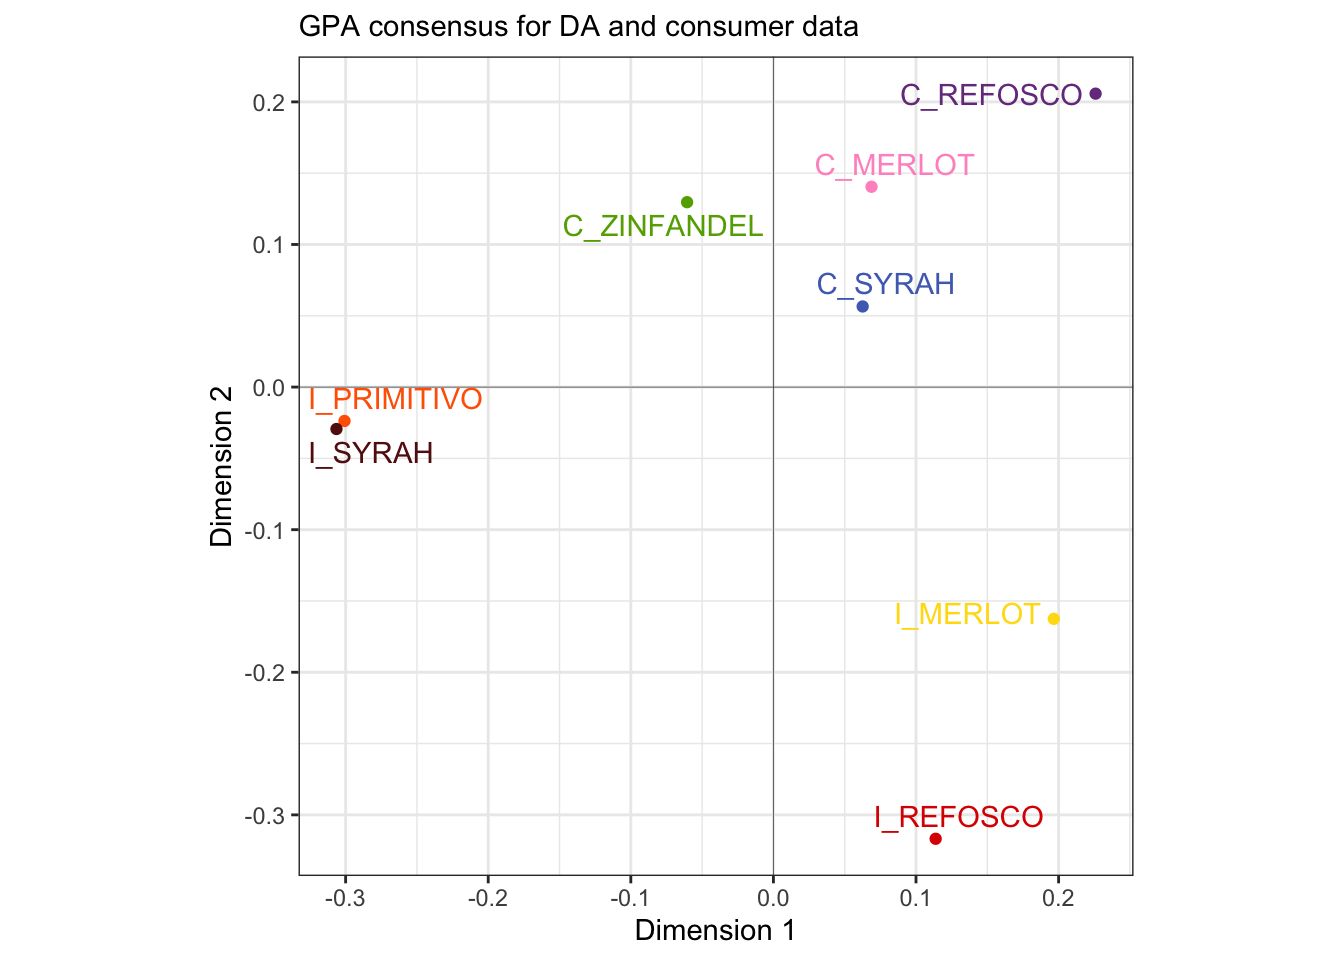 GPA consensus for DA and consumer data
C_REFOSCO
C_MERLOT
C_ZINFANDEL
C_SYRAH
I_PRIMITIVO
I_SYRAH
I_MERLOT
I_REFOSCO
0.2
0.1
0.0
-0.1
-0.2
-0.3
Dimension 2
-0.3 -0.2 -0.1 0.0 0.1 0.2
Dimension 1